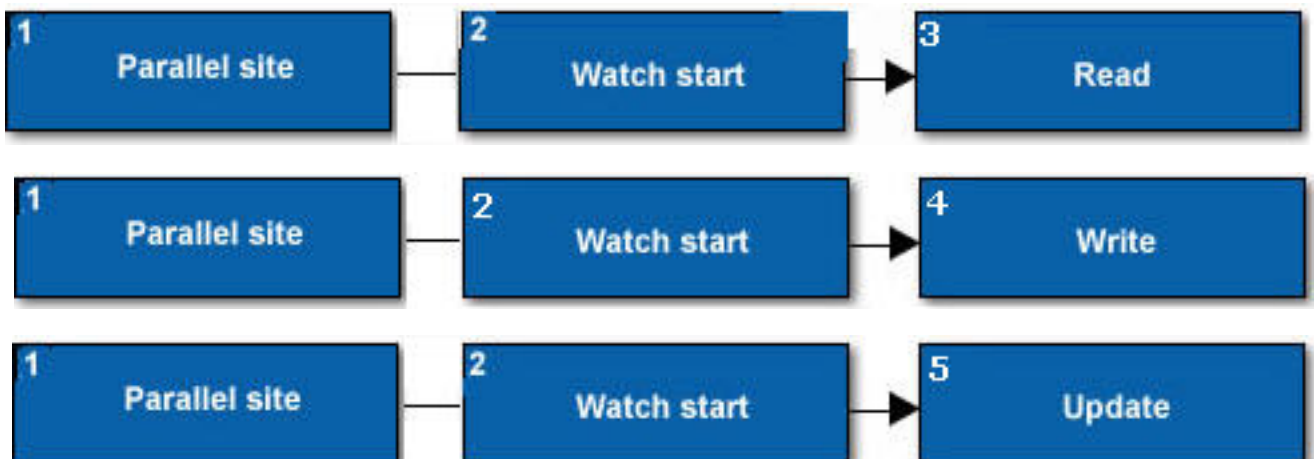 1 Parallel site 2 Watch start 3 Read
1 Parallel site 2 Watch start 4 Write
1 Parallel site 2 Watch start 5 Update